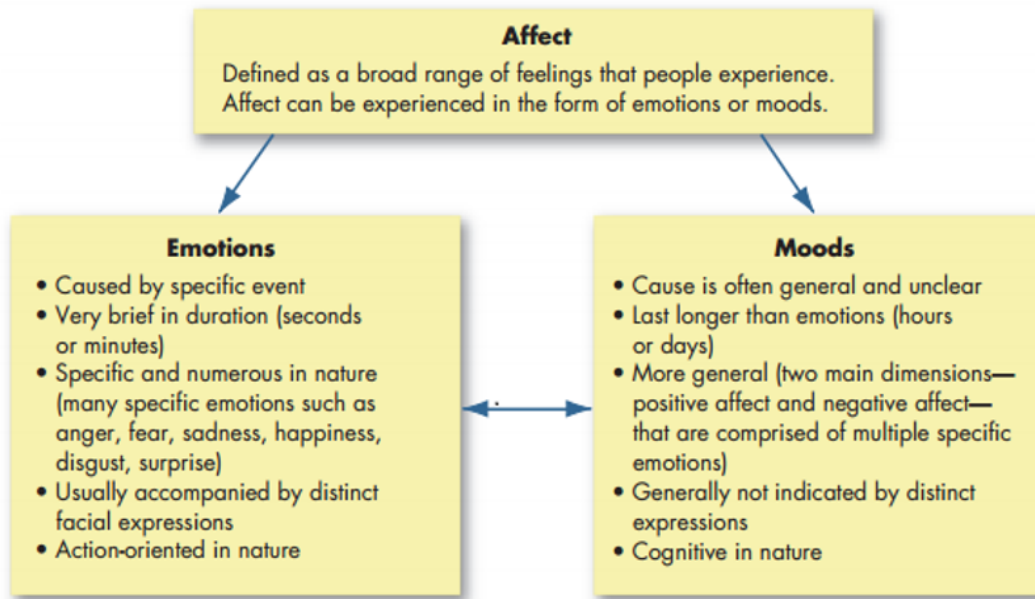 Affect
Defined as a broad range of feelings that people experience.
Affect can be experienced in the form of emotions or moods.
Emotions
• Caused by specific event
• Very brief in duration (seconds
or minutes)
• Specific and numerous in nature
(many specific emotions such as
anger, fear, sadness, happiness,
disgust, surprise)
• Usually accompanied by distinct
facial expressions
• Action-oriented in nature
Moods
• Cause is often general and unclear
• Last longer than emotions (hours
or days)
• More general (two main dimensions—
positive affect and negative affect—
that are comprised of multiple specific
emotions)
• Generally not indicated by distinct
expressions
• Cognitive in nature